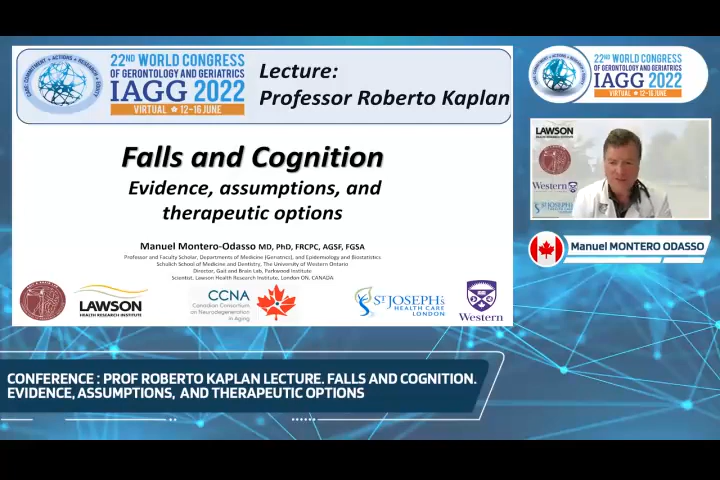 22ND WORLD CONGRESS
OF GERONTOLOGY AND GERIATRICS
IAGG 2022
VIRTUAL 12–16 JUNE
Lecture:
Professor Roberto Kaplan
Falls and Cognition
Evidence, assumptions, and
therapeutic options
Manuel Montero-Odasso MD, PhD, FRCPC, AGSF, FGSA
Professor and Faculty Scholar, Departments of Medicine (Geriatrics), and Epidemiology and Biostatistics
Schulich School of Medicine and Dentistry, The University of Western Ontario
Director, Gait and Brain Lab, Parkwood Institute
Scientist, Lawson Health Research Institute, London ON, CANADA
LAWSON
HEALTH RESEARCH INSTITUTE
CCNA
Canadian Consortium
on Neurodegeneration
in Aging
ST JOSEPH'S
HEALTH CARE
LONDON
Western
22ND WORLD CONGRESS
OF GERONTOLOGY AND GERIATRICS
IAGG 2022
VIRTUAL 12–16 JUNE
LAWSON
Western
ST JOSEPH'S
Manuel MONTERO ODASSO
CONFERENCE : PROF ROBERTO KAPLAN LECTURE. FALLS AND COGNITION.
EVIDENCE, ASSUMPTIONS, AND THERAPEUTIC OPTIONS